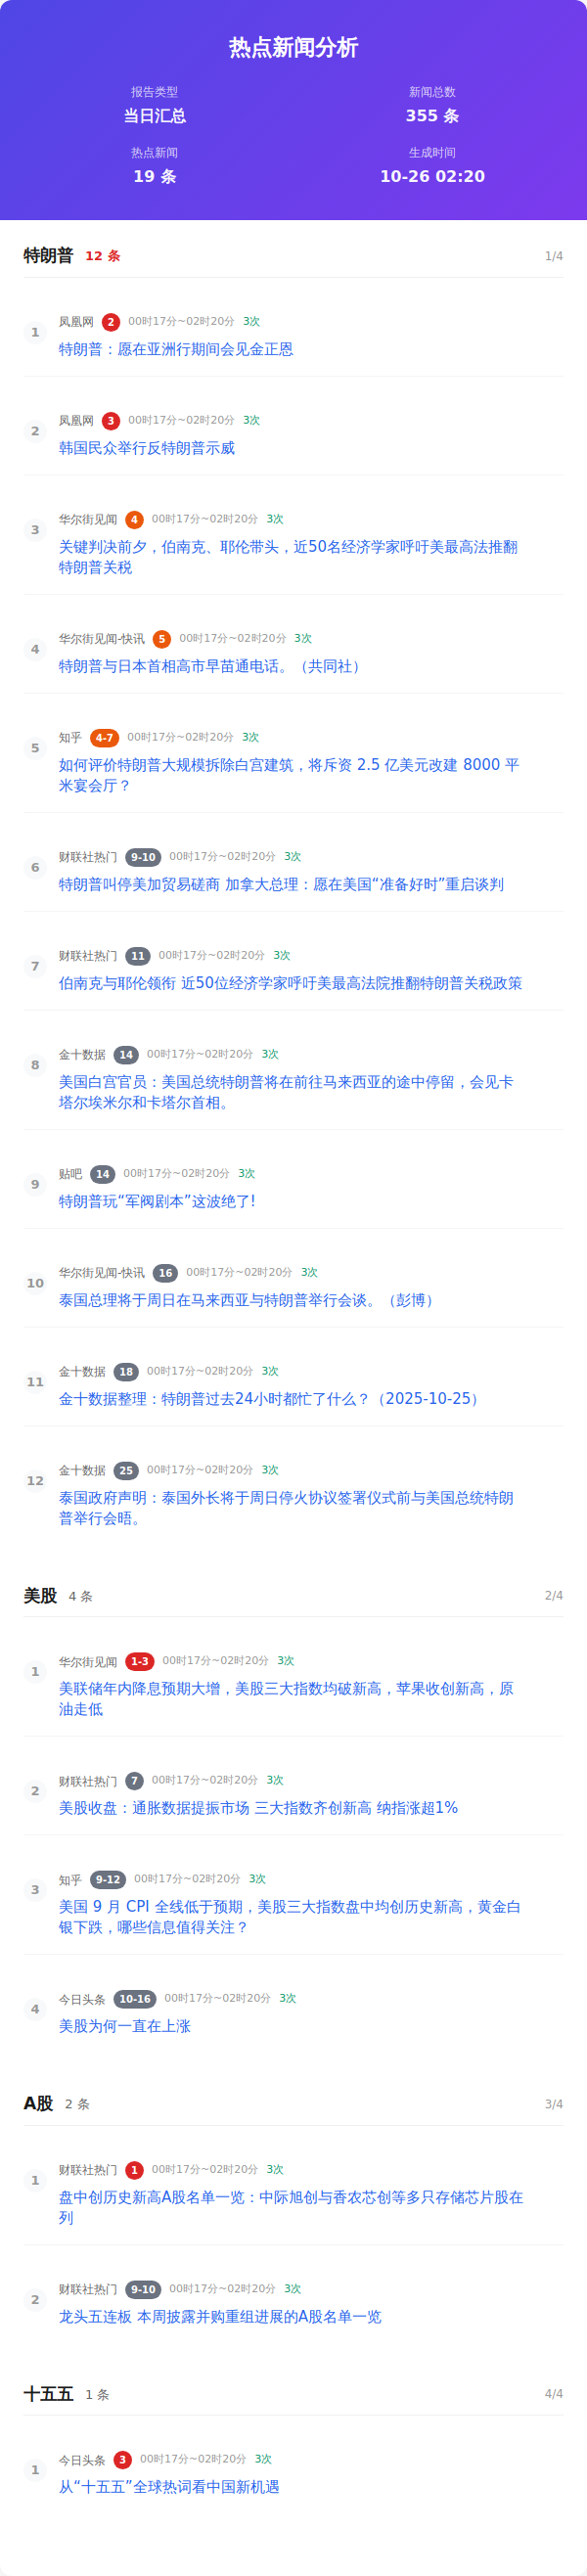 热点新闻分析
报告类型
新闻总数
当日汇总
355 条
热点新闻
生成时间
19 条
10-26 02:20
特朗普 12 条 1/4
1 凤凰网 2 00时17分~02时20分 3次
特朗普：愿在亚洲行期间会见金正恩
2 凤凰网 3 00时17分~02时20分 3次
韩国民众举行反特朗普示威
3 华尔街见闻 4 00时17分~02时20分 3次
关键判决前夕，伯南克、耶伦带头，近50名经济学家呼吁美最高法推翻
特朗普关税
4 华尔街见闻-快讯 5 00时17分~02时20分 3次
特朗普与日本首相高市早苗通电话。（共同社）
5 知乎 4-7 00时17分~02时20分 3次
如何评价特朗普大规模拆除白宫建筑，将斥资 2.5 亿美元改建 8000 平
米宴会厅？
6 财联社热门 9-10 00时17分~02时20分 3次
特朗普叫停美加贸易磋商 加拿大总理：愿在美国“准备好时”重启谈判
7 财联社热门 11 00时17分~02时20分 3次
伯南克与耶伦领衔 近50位经济学家呼吁美最高法院推翻特朗普关税政策
8 金十数据 14 00时17分~02时20分 3次
美国白宫官员：美国总统特朗普将在前往马来西亚的途中停留，会见卡
塔尔埃米尔和卡塔尔首相。
9 贴吧 14 00时17分~02时20分 3次
特朗普玩“军阀剧本”这波绝了!
10 华尔街见闻-快讯 16 00时17分~02时20分 3次
泰国总理将于周日在马来西亚与特朗普举行会谈。（彭博）
11 金十数据 18 00时17分~02时20分 3次
金十数据整理：特朗普过去24小时都忙了什么？（2025-10-25）
12 金十数据 25 00时17分~02时20分 3次
泰国政府声明：泰国外长将于周日停火协议签署仪式前与美国总统特朗
普举行会晤。
美股 4 条 2/4
1 华尔街见闻 1-3 00时17分~02时20分 3次
美联储年内降息预期大增，美股三大指数均破新高，苹果收创新高，原
油走低
2 财联社热门 7 00时17分~02时20分 3次
美股收盘：通胀数据提振市场 三大指数齐创新高 纳指涨超1%
3 知乎 9-12 00时17分~02时20分 3次
美国 9 月 CPI 全线低于预期，美股三大指数盘中均创历史新高，黄金白
银下跌，哪些信息值得关注？
4 今日头条 10-16 00时17分~02时20分 3次
美股为何一直在上涨
A股 2 条 3/4
1 财联社热门 1 00时17分~02时20分 3次
盘中创历史新高A股名单一览：中际旭创与香农芯创等多只存储芯片股在
列
2 财联社热门 9-10 00时17分~02时20分 3次
龙头五连板 本周披露并购重组进展的A股名单一览
十五五 1 条 4/4
1 今日头条 3 00时17分~02时20分 3次
从“十五五”全球热词看中国新机遇